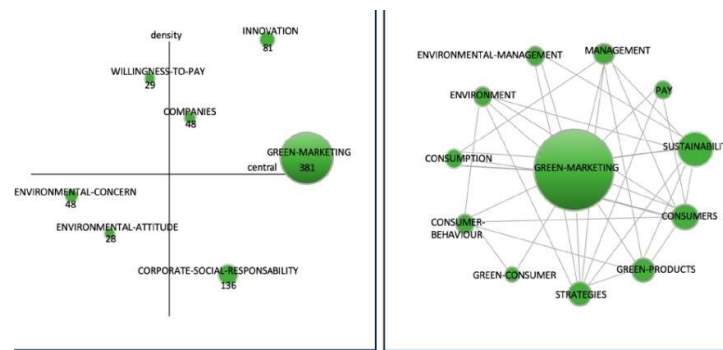 density
INNOVATION
81
WILLINGNESS-TO-PAY
29
COMPANIES
48
GREEN-MARKETING
381
central
ENVIRONMENTAL-CONCERN
48
ENVIRONMENTAL-ATTITUDE
28
CORPORATE-SOCIAL-RESPONSABILITY
136
MANAGEMENT
ENVIRONMENTAL-MANAGEMENT
PAY
ENVIRONMENT
SUSTAINABILIT
CONSUMPTION
GREEN-MARKETING
CONSUMERS
CONSUMER-
BEHAVIOUR
GREEN-PRODUCTS
GREEN-CONSUMER
STRATEGIES